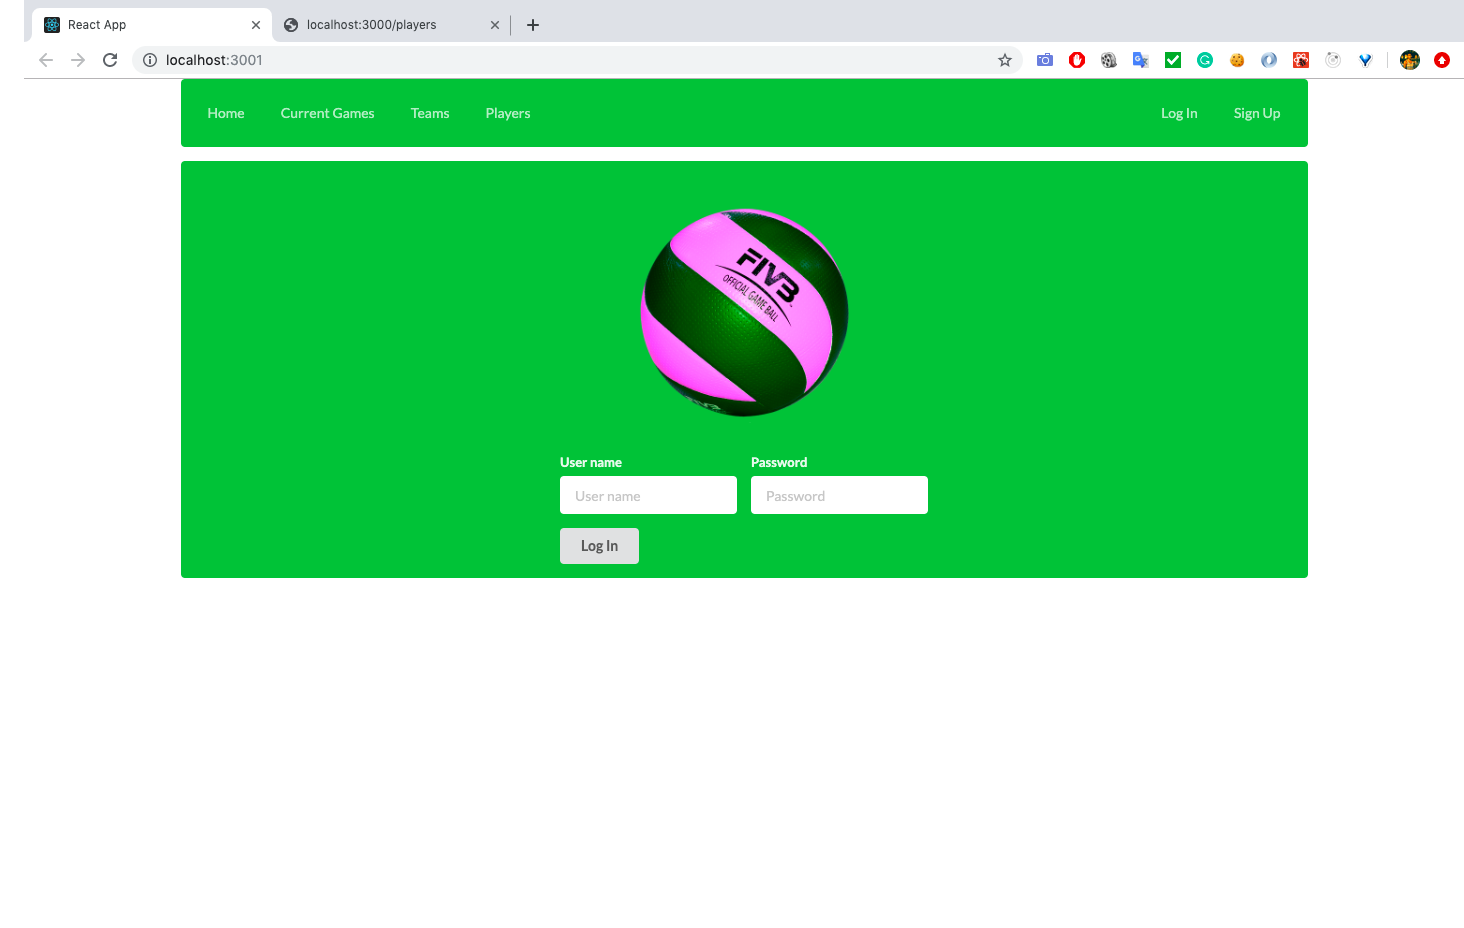 React App
localhost:3000/players
localhost:3001
Home Current Games Teams Players Log In Sign Up
FIVB
OFFICIAL GAME BALL
User name Password
User name Password
Log In